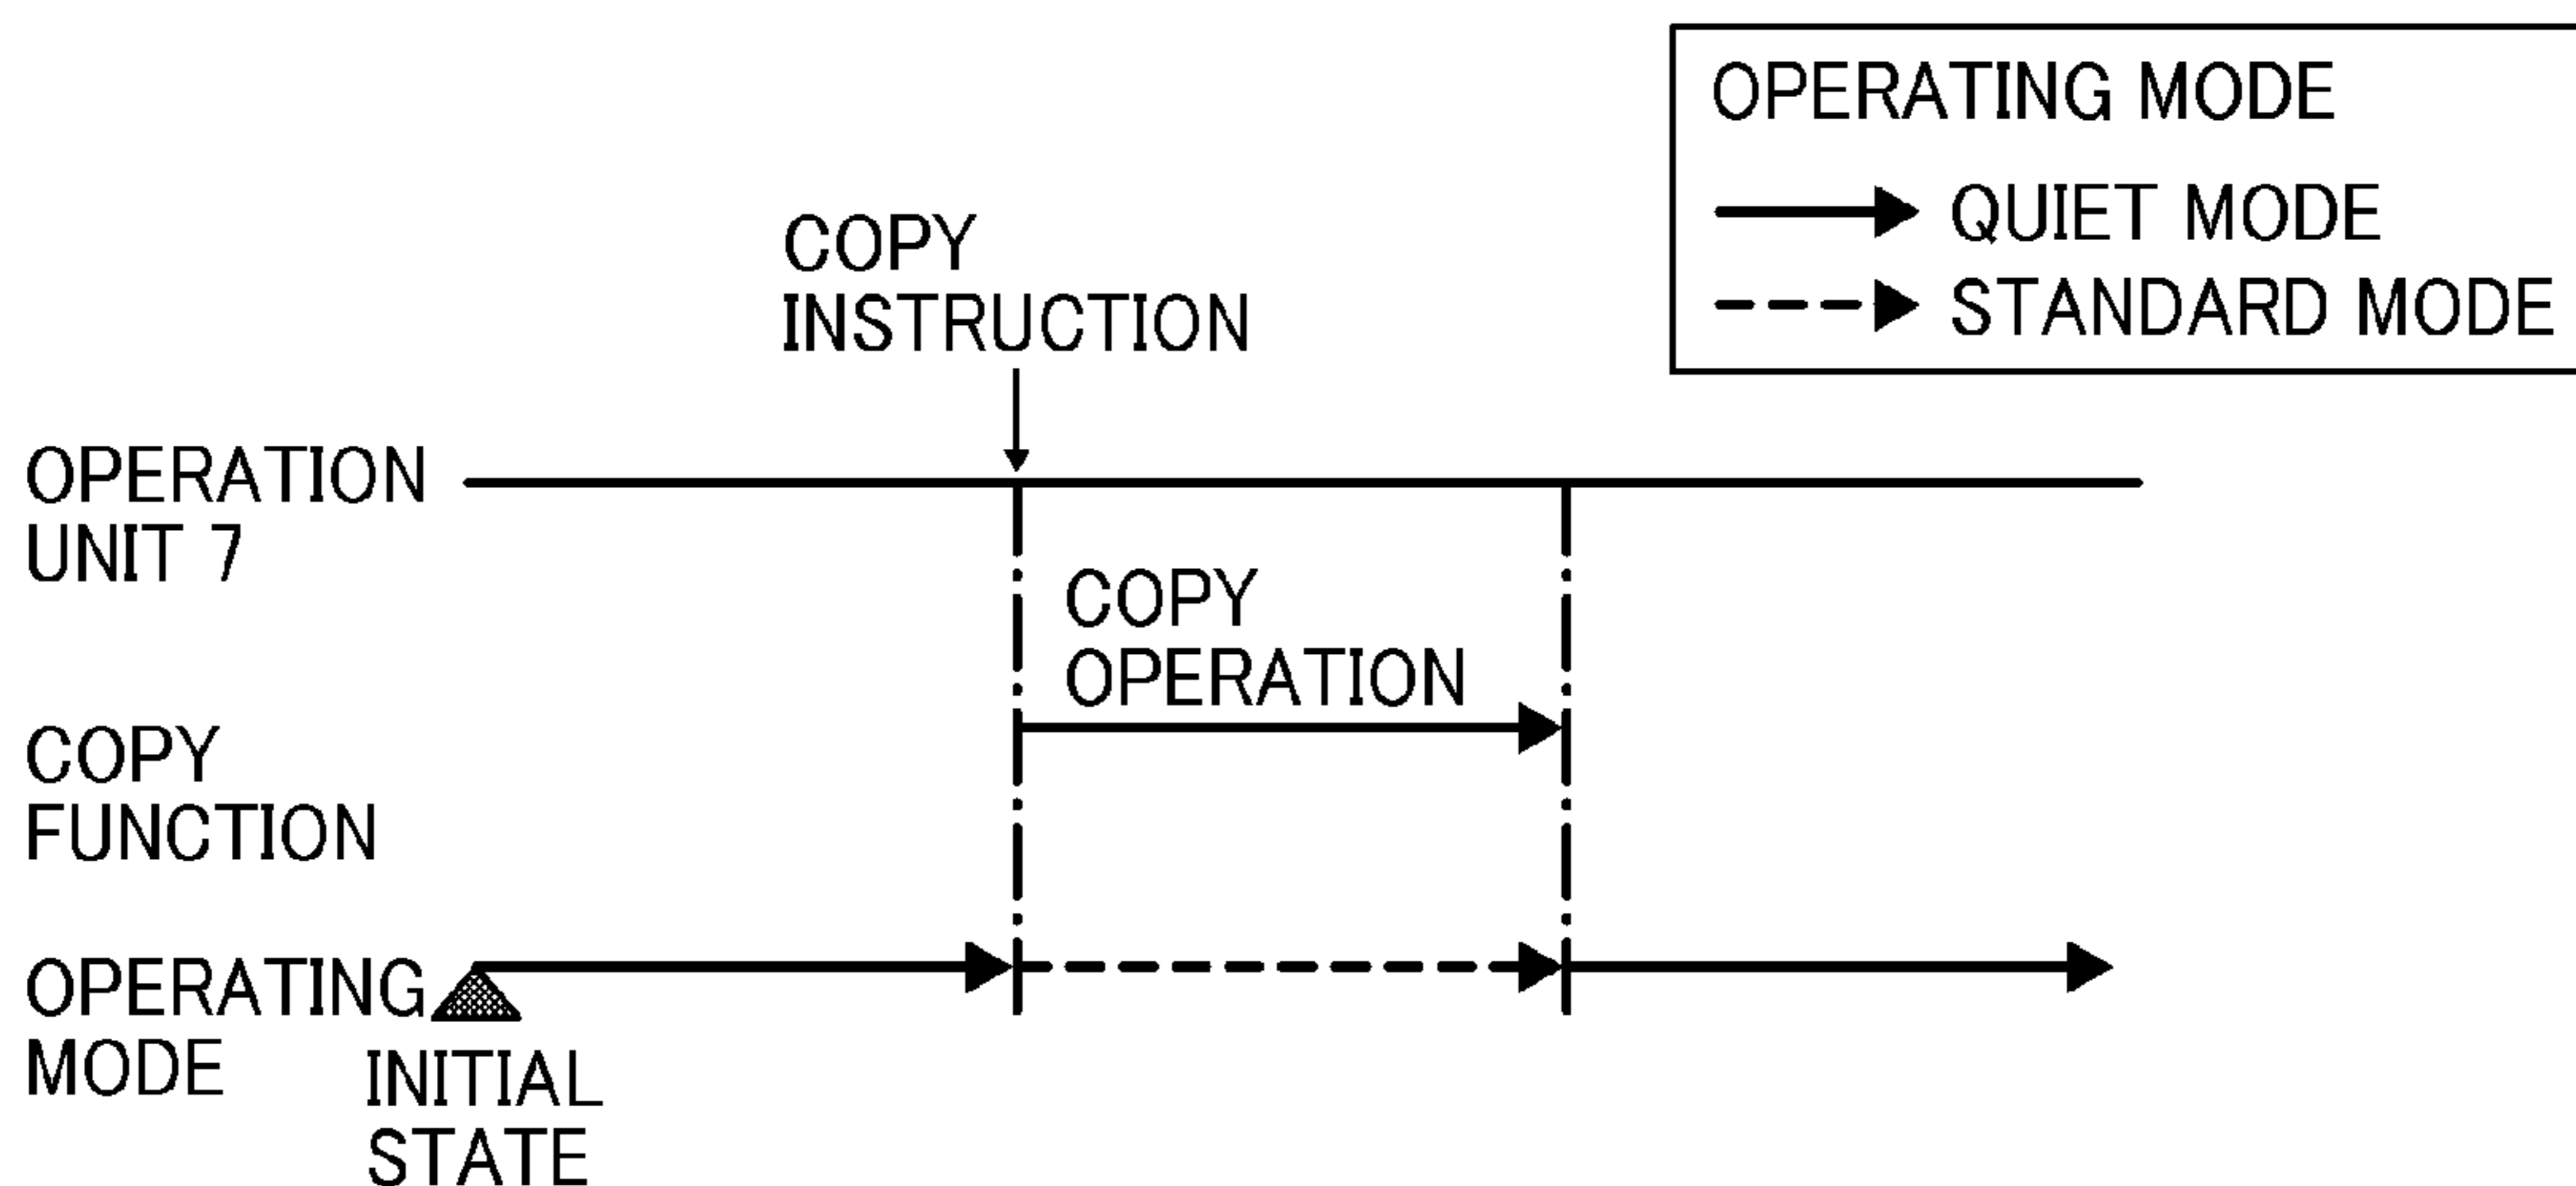 OPERATING MODE
QUIET MODE
STANDARD MODE
COPY
INSTRUCTION
OPERATION
UNIT 7
COPY
OPERATION
COPY
FUNCTION
OPERATING
MODE
INITIAL
STATE